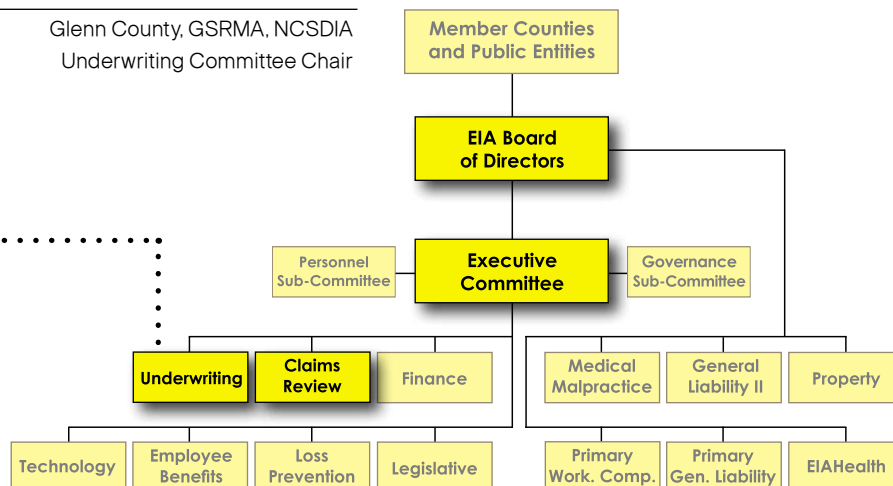 Glenn County, GSRMA, NCSDIA
Underwriting Committee Chair
Member Counties
and Public Entities
EIA Board
of Directors
Personnel
Sub-Committee
Executive
Committee
Governance
Sub-Committee
Underwriting
Claims
Review
Finance
Medical
Malpractice
General
Liability II
Property
Technology
Employee
Benefits
Loss
Prevention
Legislative
Primary
Work. Comp.
Primary
Gen. Liability
EIAHealth